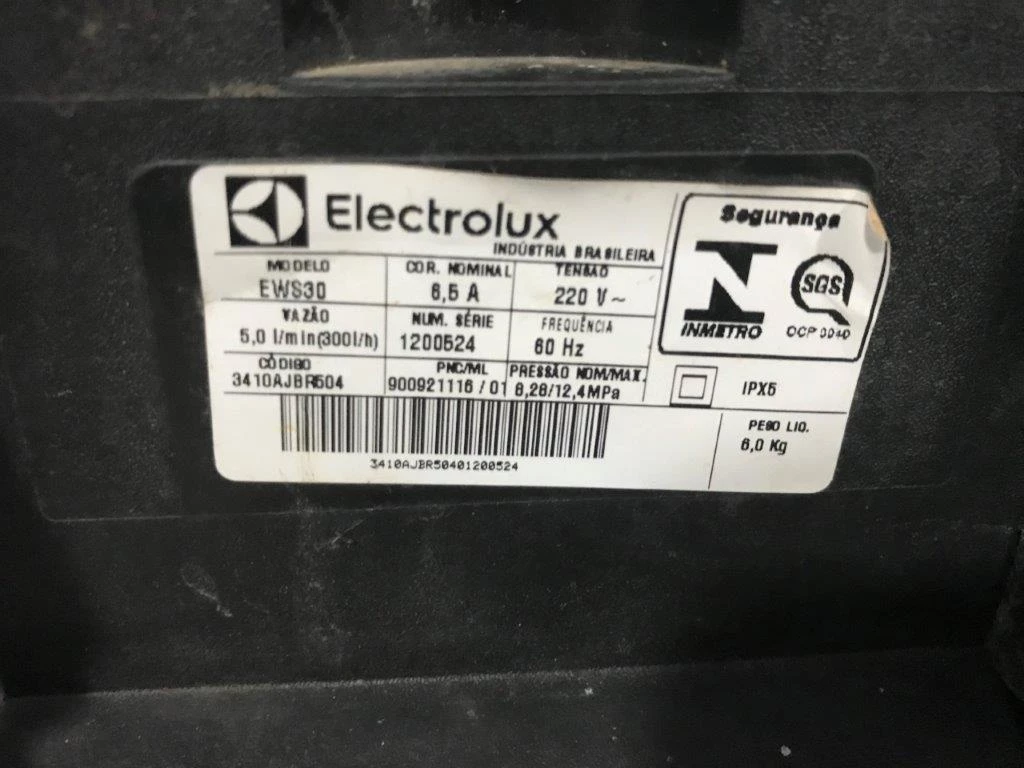 Electrolux
INDÚSTRIA BRASILEIRA
MODELO
EWS30
COR. NOMINAL
6,5 A
TENSÃO
220 V~
VAZÃO
5,0 l/min(300l/h)
NUM. SÉRIE
1200524
FREQUÊNCIA
60 Hz
CÓDIGO
3410AJBR504
PNC/ML
900921116 / 01
PRESSÃO NOM/MAX.
6,28/12,4MPa
3410AJBR50401200524
Segurança
INMETRO
SGS
OCP 0040
IPX5
PESO LIQ.
6,0 Kg